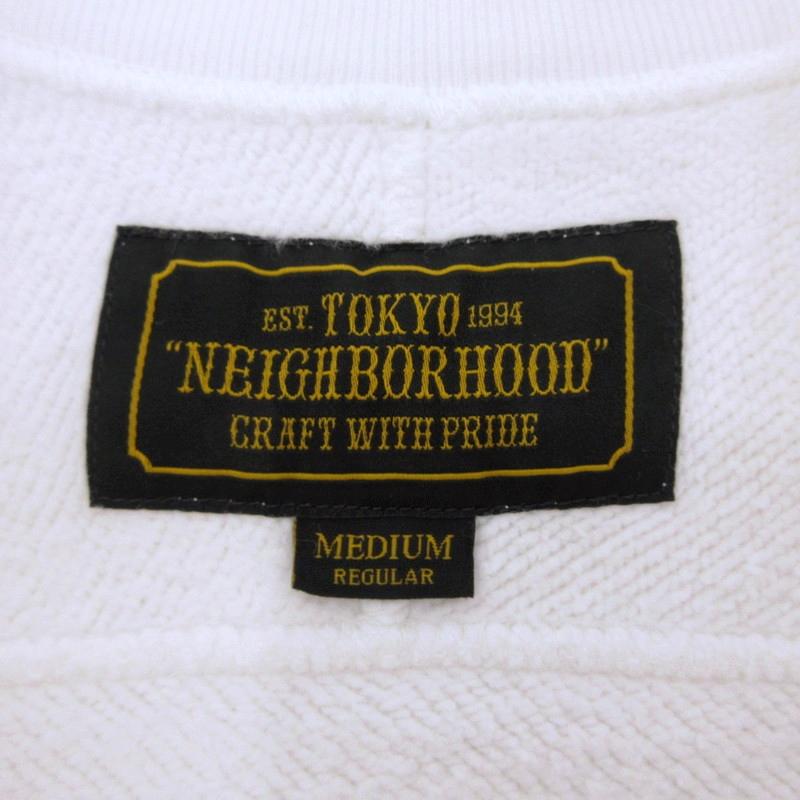 EST. TOKYO 1994
“NEIGHBORHOOD”
CRAFT WITH PRIDE
MEDIUM
REGULAR